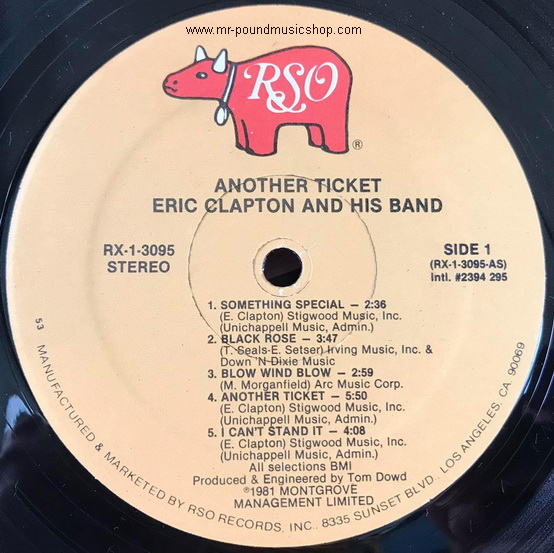 www.mr-poundmusicshop.com
RSO
®
ANOTHER TICKET
ERIC CLAPTON AND HIS BAND
RX-1-3095
STEREO
SIDE 1
(RX-1-3095-AS)
Intl. #2394 295
1. SOMETHING SPECIAL – 2:36
(E. Clapton) Stigwood Music, Inc.
(Unichappell Music, Admin.)
2. BLACK ROSE – 3:47
(T. Seals-E. Setser) Irving Music, Inc. &
Down 'N Dixie Music
3. BLOW WIND BLOW – 2:59
(M. Morganfield) Arc Music Corp.
4. ANOTHER TICKET – 5:50
(E. Clapton) Stigwood Music, Inc.
(Unichappell Music, Admin.)
5. I CAN'T STAND IT – 4:08
(E. Clapton) Stigwood Music, Inc.
(Unichappell Music, Admin.)
All selections BMI
Produced & Engineered by Tom Dowd
℗1981 MONTGROVE
MANAGEMENT LIMITED
53
MANUFACTURED & MARKETED BY RSO RECORDS, INC., 8335 SUNSET BLVD., LOS ANGELES, CA. 90069